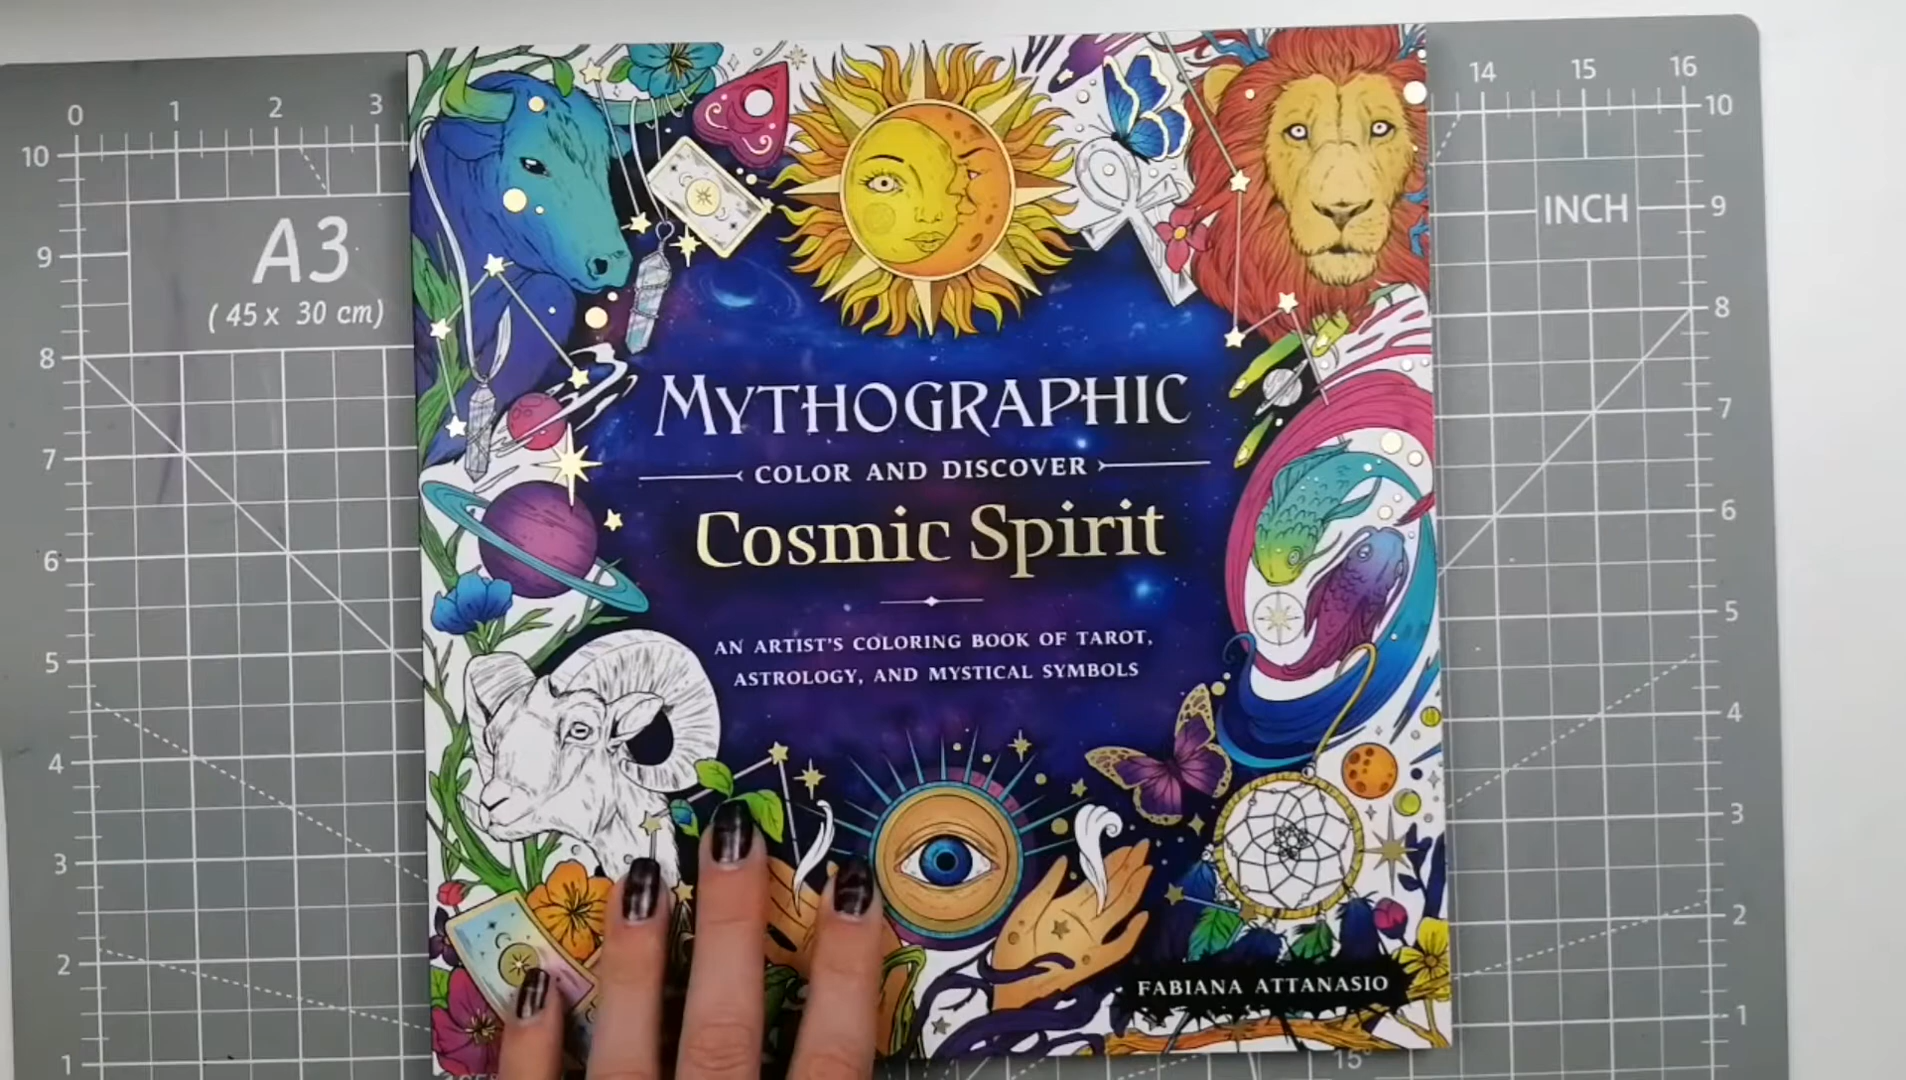 0 1 2 3
14 15 16
10
10
A3
(45 x 30 cm)
INCH
9
9
8
8
MYTHOGRAPHIC
COLOR AND DISCOVER
Cosmic Spirit
AN ARTIST'S COLORING BOOK OF TAROT,
ASTROLOGY, AND MYSTICAL SYMBOLS
7
7
6
6
5
5
4
4
3
3
2
2
1
1
FABIANA ATTANASIO
15°